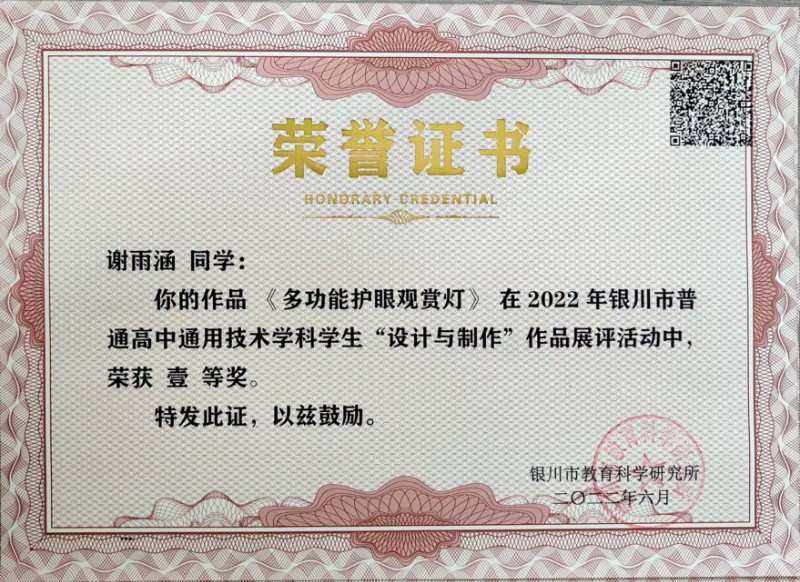 荣誉证书
HONORARY CREDENTIAL
谢雨涵 同学：
你的作品 《多功能护眼观赏灯》 在 2022 年银川市普
通高中通用技术学科学生“设计与制作”作品展评活动中，
荣获 壹 等奖。
特发此证，以兹鼓励。
银川市教育科学研究所
二〇二二年六月